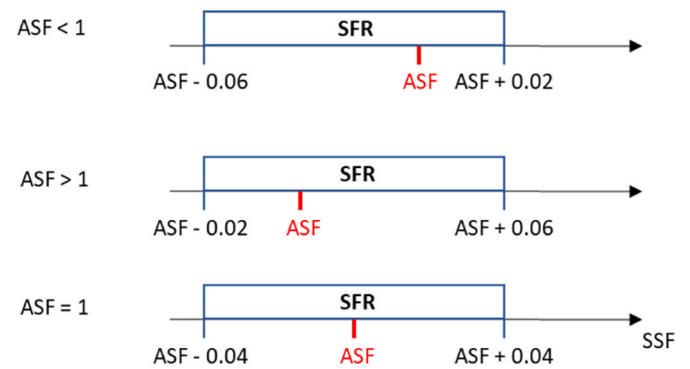 ASF < 1
SFR
ASF - 0.06
ASF
ASF + 0.02
ASF > 1
SFR
ASF - 0.02
ASF
ASF + 0.06
ASF = 1
SFR
SSF
ASF - 0.04
ASF
ASF + 0.04